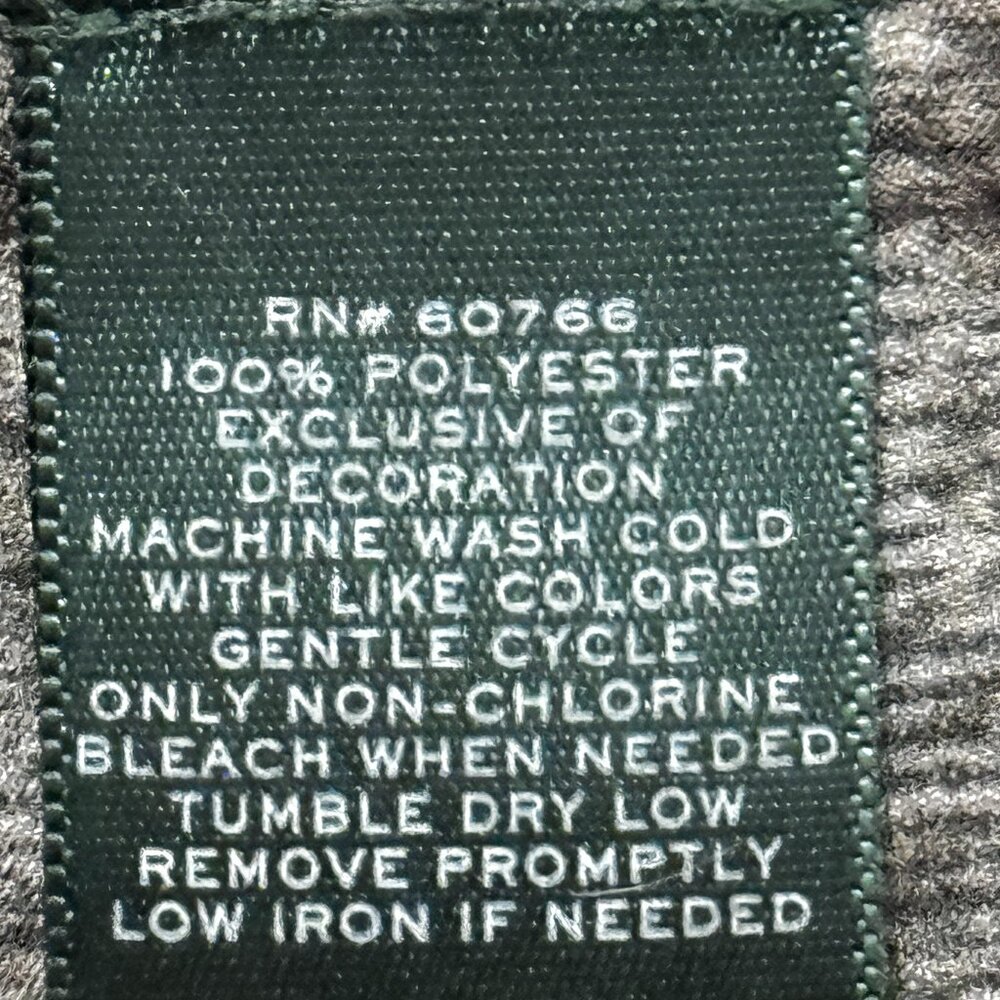 RN# 60766
100% POLYESTER
EXCLUSIVE OF
DECORATION
MACHINE WASH COLD
WITH LIKE COLORS
GENTLE CYCLE
ONLY NON-CHLORINE
BLEACH WHEN NEEDED
TUMBLE DRY LOW
REMOVE PROMPTLY
LOW IRON IF NEEDED